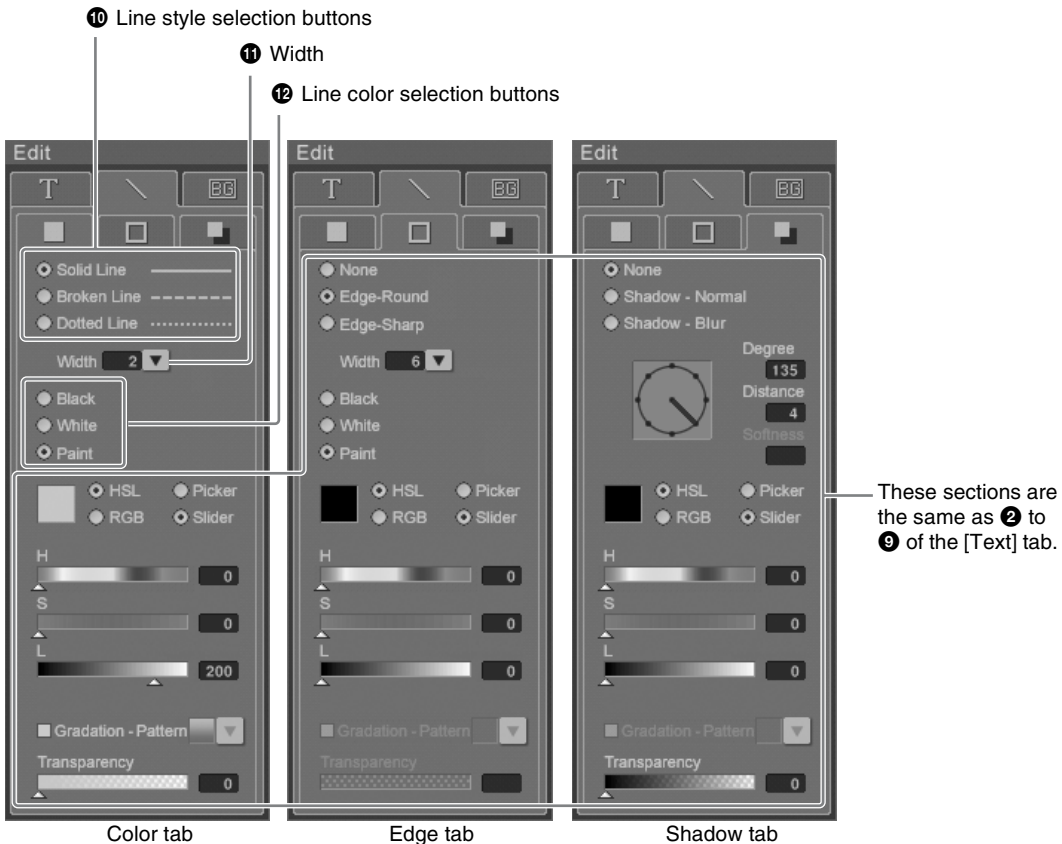 ❿ Line style selection buttons
⓫ Width
⓬ Line color selection buttons
Edit
T
BG
Solid Line
Broken Line
Dotted Line
Width 2
Black
White
Paint
HSL Picker
RGB Slider
H
0
S
0
L
200
Gradation - Pattern
Transparency
0
Color tab
Edit
T
BG
None
Edge-Round
Edge-Sharp
Width 6
Black
White
Paint
HSL Picker
RGB Slider
H
0
S
0
L
0
Gradation - Pattern
Transparency
Edge tab
Edit
T
BG
None
Shadow - Normal
Shadow - Blur
Degree
135
Distance
4
Softness
HSL Picker
RGB Slider
H
0
S
0
L
0
Gradation - Pattern
Transparency
0
Shadow tab
These sections are
the same as ❷ to
❾ of the [Text] tab.